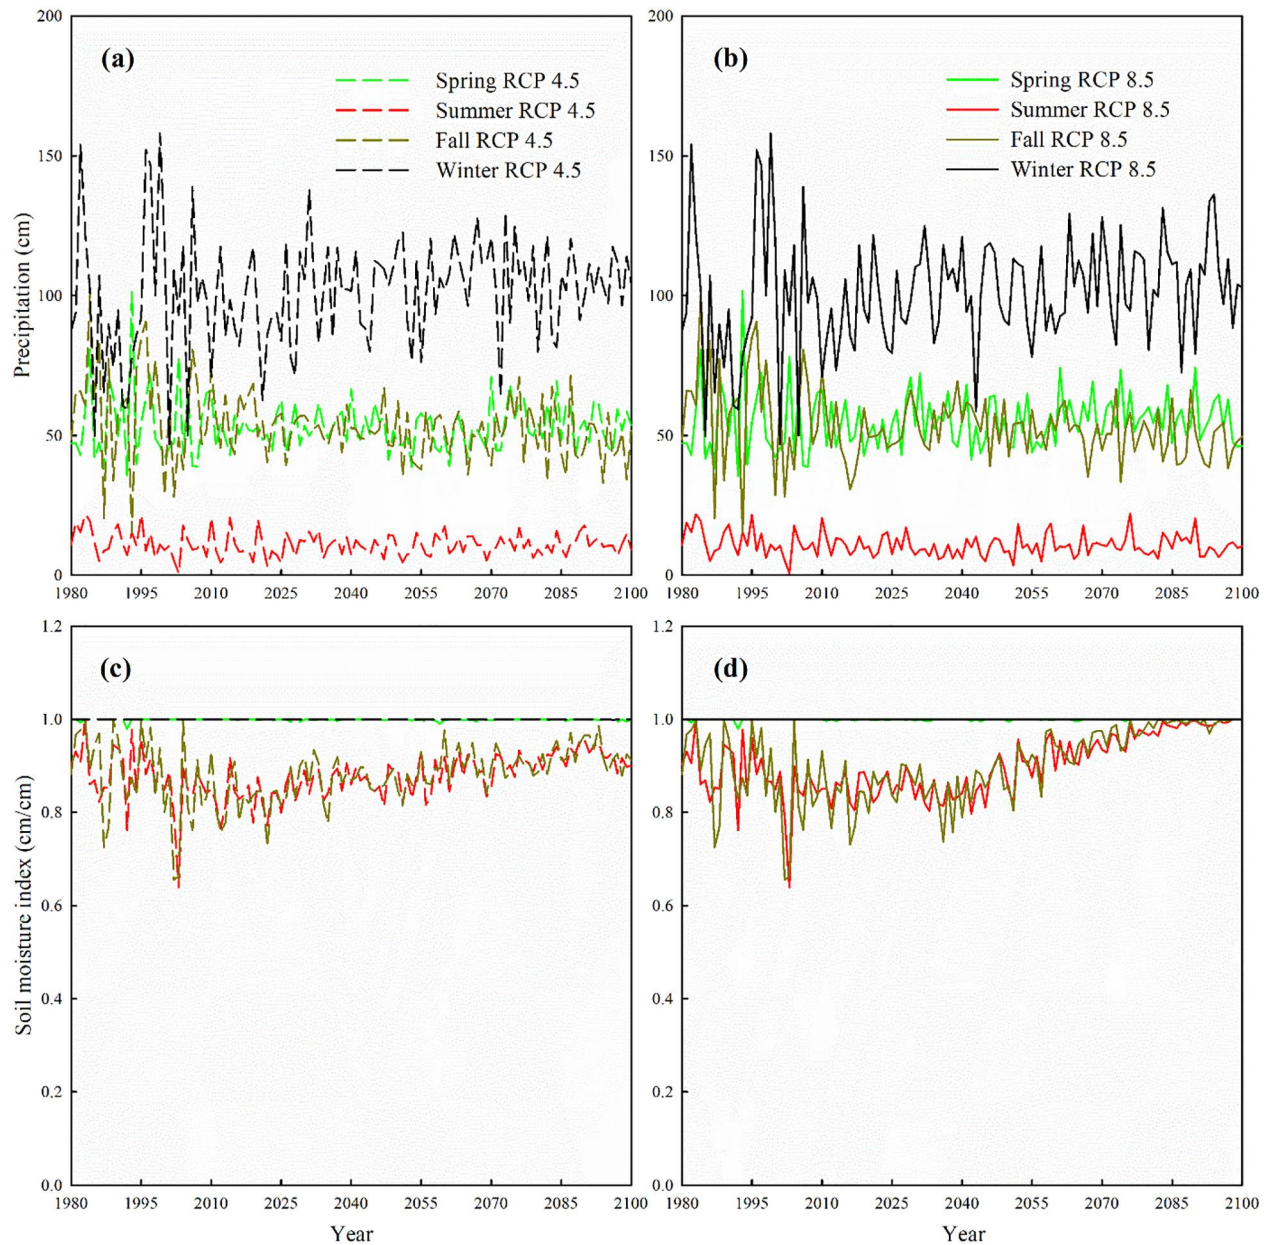 200
(a)
Spring RCP 4.5
Summer RCP 4.5
Fall RCP 4.5
Winter RCP 4.5
150
100
50
0
Precipitation (cm)
1980 1995 2010 2025 2040 2055 2070 2085 2100
200
(b)
Spring RCP 8.5
Summer RCP 8.5
Fall RCP 8.5
Winter RCP 8.5
150
100
50
0
1980 1995 2010 2025 2040 2055 2070 2085 2100
1.2
(c)
1.0
0.8
0.6
0.4
0.2
0.0
Soil moisture index (cm/cm)
1980 1995 2010 2025 2040 2055 2070 2085 2100
Year
1.2
(d)
1.0
0.8
0.6
0.4
0.2
0.0
1980 1995 2010 2025 2040 2055 2070 2085 2100
Year